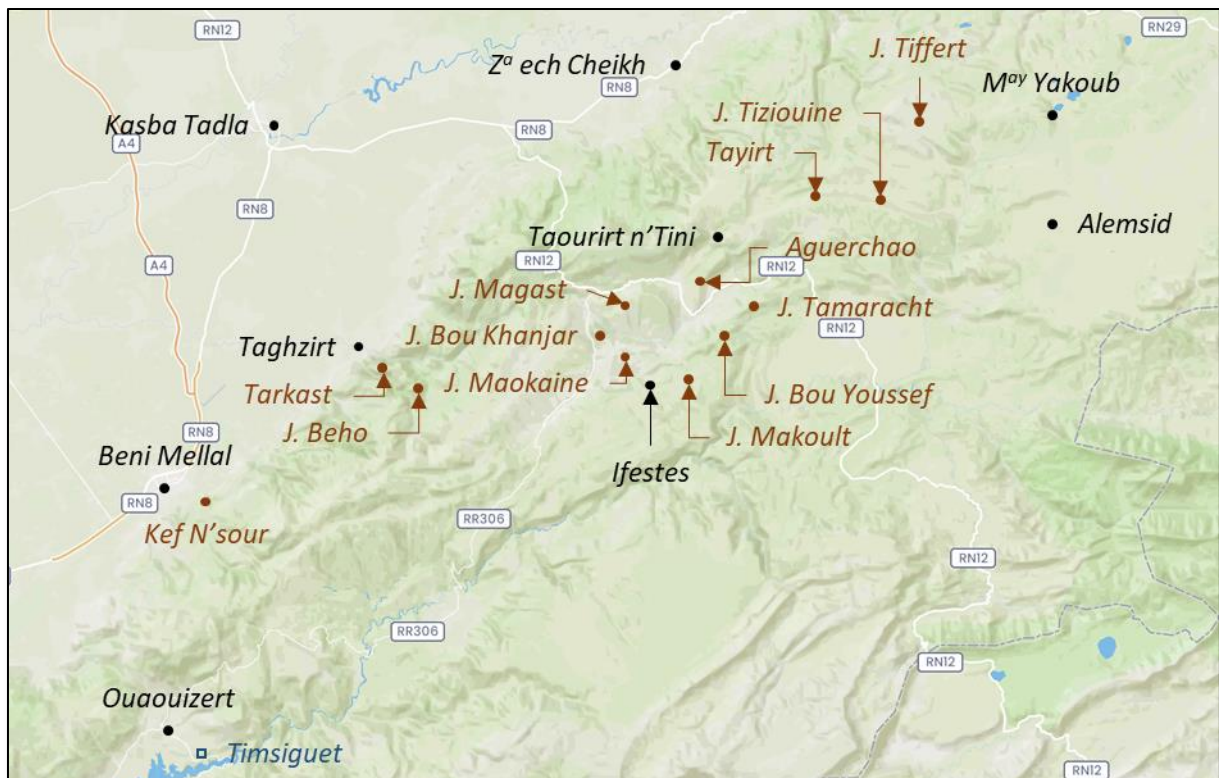 RN12
RN29
J. Tiffert
Zᵃ ech Cheikh
Mᵃʸ Yakoub
RN8
J. Tiziouine
Kasba Tadla
A4
RN8
Tayirt
RN8
Taourirt n'Tini
Alemsid
Aguerchao
RN12
A4
RN12
J. Magast
J. Tamaracht
RN12
J. Bou Khanjar
Taghzirt
J. Maokaine
Tarkast
J. Bou Youssef
J. Beho
RN8
J. Makoult
Beni Mellal
Ifestes
RN8
RR306
Kef N'sour
RN12
RR306
RN12
Ouaouizert
Timsiguet
RN12